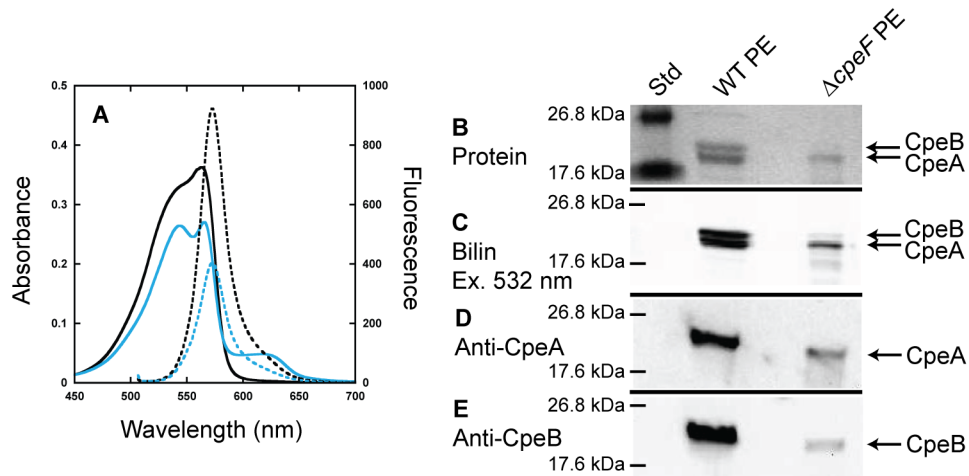 A
0.5
0.4
0.3
0.2
0.1
0
1000
800
600
400
200
0
450
500
550
600
650
700
Absorbance
Fluorescence
Wavelength (nm)
Std
WT PE
ΔcpeF PE
B
Protein
26.8 kDa
17.6 kDa
CpeB
CpeA
C
Bilin
Ex. 532 nm
26.8 kDa
17.6 kDa
CpeB
CpeA
D
Anti-CpeA
26.8 kDa
17.6 kDa
CpeA
E
Anti-CpeB
26.8 kDa
17.6 kDa
CpeB